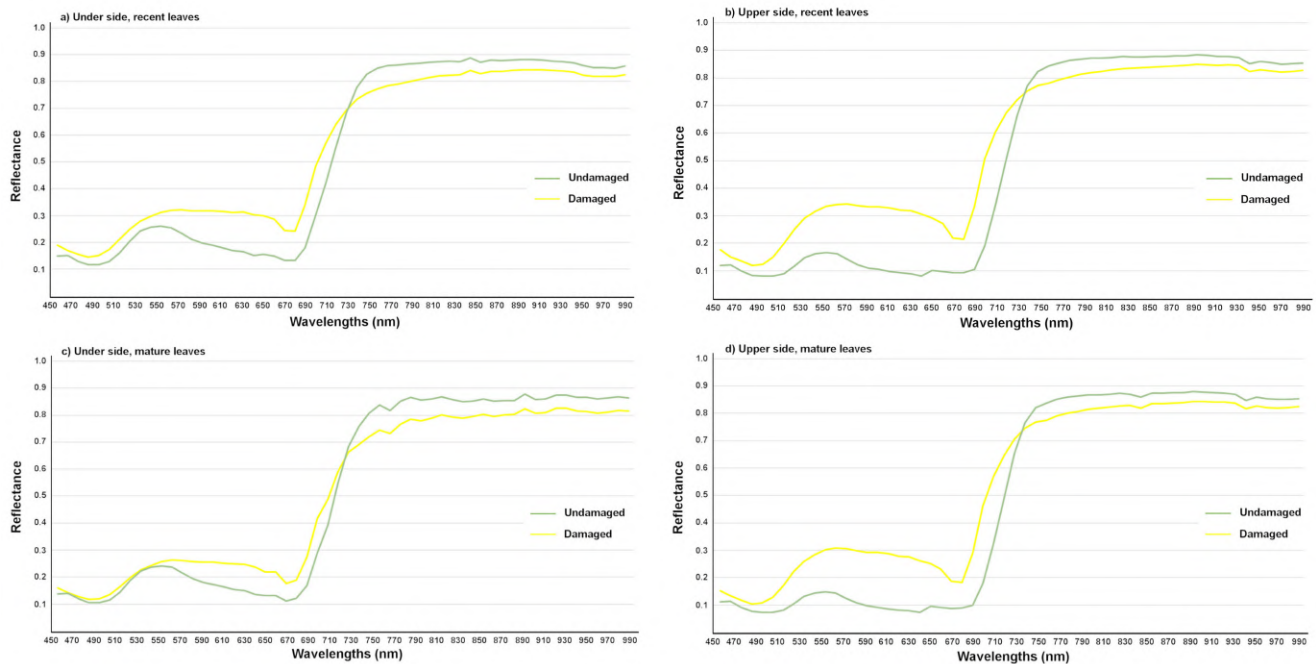 a) Under side, recent leaves
1.0
0.9
0.8
0.7
0.6
0.5
0.4
0.3
0.2
0.1
Reflectance
Undamaged
Damaged
450 470 490 510 530 550 570 590 610 630 650 670 690 710 730 750 770 790 810 830 850 870 890 910 930 950 970 990
Wavelengths (nm)
b) Upper side, recent leaves
1.0
0.9
0.8
0.7
0.6
0.5
0.4
0.3
0.2
0.1
Reflectance
Undamaged
Damaged
450 470 490 510 530 550 570 590 610 630 650 670 690 710 730 750 770 790 810 830 850 870 890 910 930 950 970 990
Wavelengths (nm)
c) Under side, mature leaves
1.0
0.9
0.8
0.7
0.6
0.5
0.4
0.3
0.2
0.1
Reflectance
Undamaged
Damaged
450 470 490 510 530 550 570 590 610 630 650 670 690 710 730 750 770 790 810 830 850 870 890 910 930 950 970 990
Wavelengths (nm)
d) Upper side, mature leaves
1.0
0.9
0.8
0.7
0.6
0.5
0.4
0.3
0.2
0.1
Reflectance
Undamaged
Damaged
450 470 490 510 530 550 570 590 610 630 650 670 690 710 730 750 770 790 810 830 850 870 890 910 930 950 970 990
Wavelengths (nm)